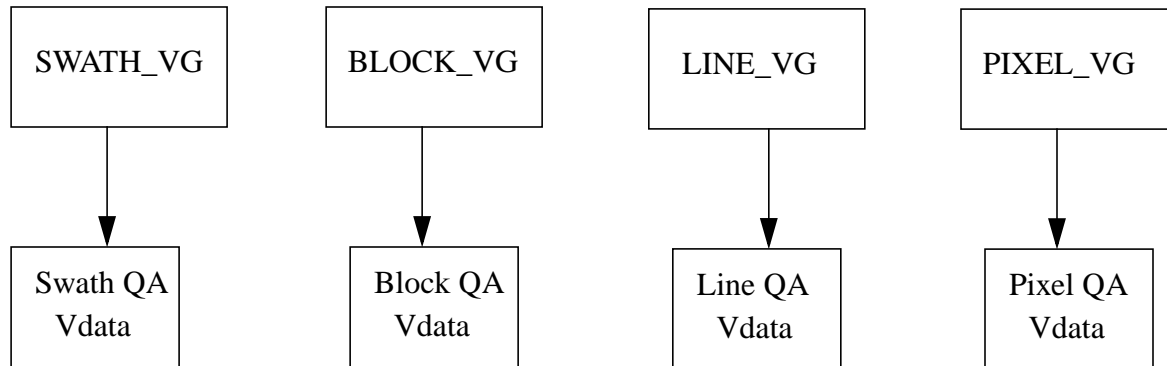 SWATH_VG
BLOCK_VG
LINE_VG
PIXEL_VG
Swath QA
Vdata
Block QA
Vdata
Line QA
Vdata
Pixel QA
Vdata